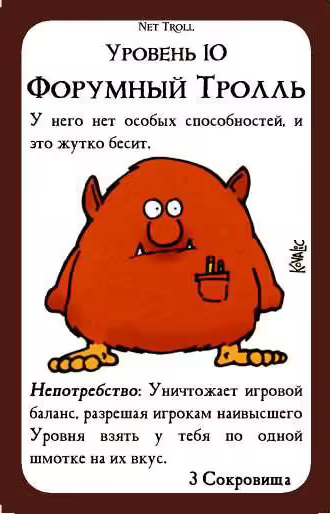 Net Troll
Уровень 10
Форумный Тролль
У него нет особых способностей, и
это жутко бесит.
Kovalic
Непотребство: Уничтожает игровой
баланс, разрешая игрокам наивысшего
Уровня взять у тебя по одной
шмотке на их вкус.
3 Сокровища